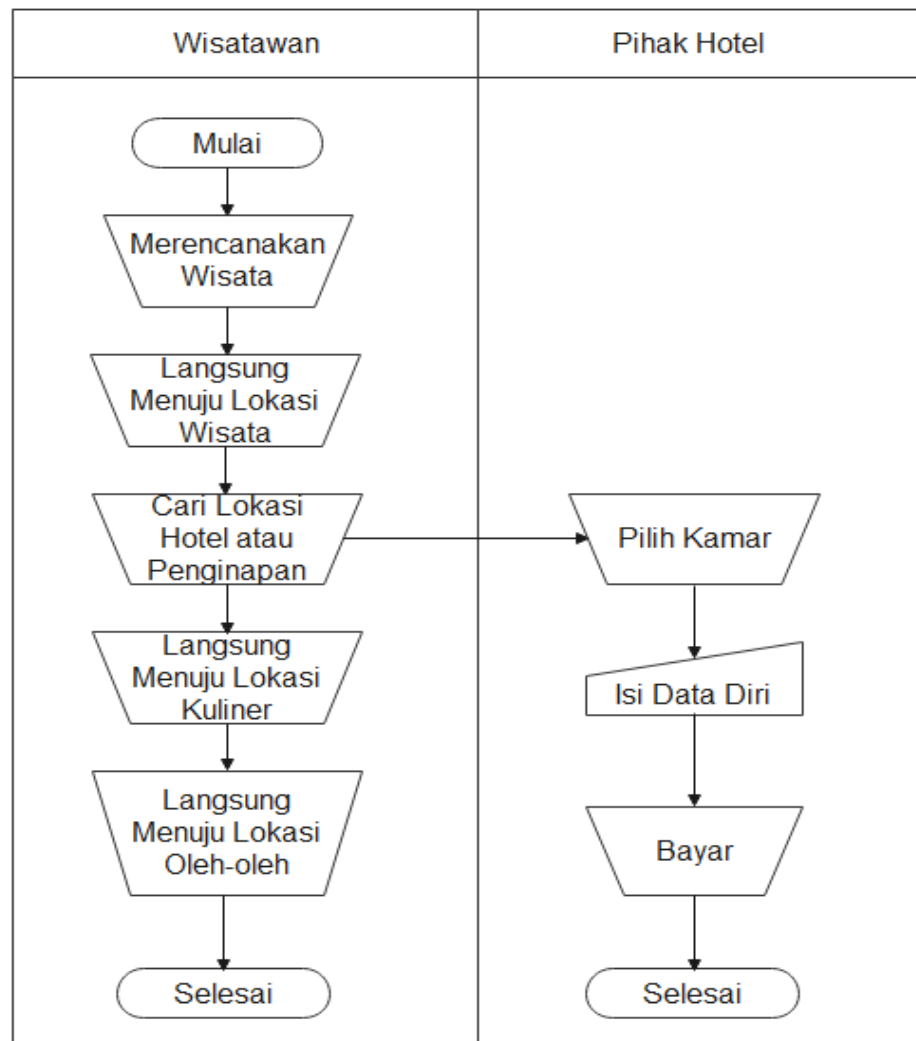 Wisatawan
Pihak Hotel
Mulai
Merencanakan
Wisata
Langsung
Menuju Lokasi
Wisata
Cari Lokasi
Hotel atau
Penginapan
Langsung
Menuju Lokasi
Kuliner
Langsung
Menuju Lokasi
Oleh-oleh
Selesai
Pilih Kamar
Isi Data Diri
Bayar
Selesai